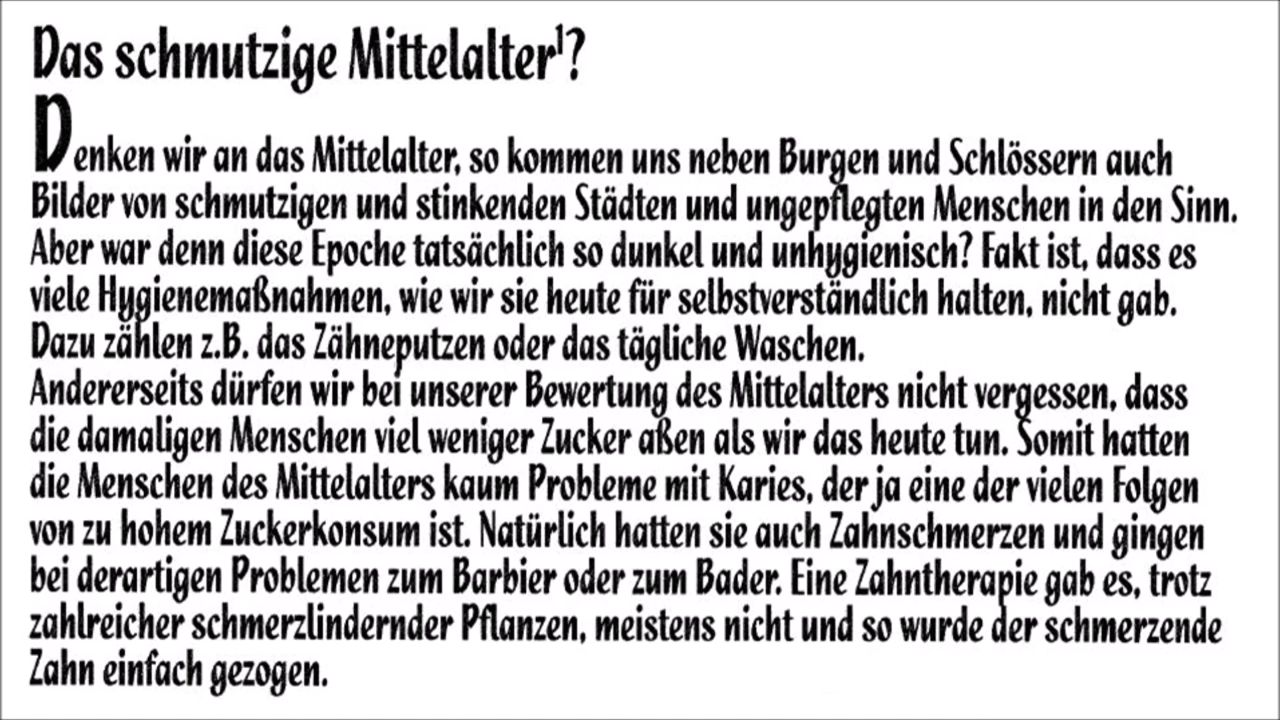 Das schmutzige Mittelalter¹?
Denken wir an das Mittelalter, so kommen uns neben Burgen und Schlössern auch
Bilder von schmutzigen und stinkenden Städten und ungepflegten Menschen in den Sinn.
Aber war denn diese Epoche tatsächlich so dunkel und unhygienisch? Fakt ist, dass es
viele Hygienemaßnahmen, wie wir sie heute für selbstverständlich halten, nicht gab.
Dazu zählen z.B. das Zähneputzen oder das tägliche Waschen.
Andererseits dürfen wir bei unserer Bewertung des Mittelalters nicht vergessen, dass
die damaligen Menschen viel weniger Zucker aßen als wir das heute tun. Somit hatten
die Menschen des Mittelalters kaum Probleme mit Karies, der ja eine der vielen Folgen
von zu hohem Zuckerkonsum ist. Natürlich hatten sie auch Zahnschmerzen und gingen
bei derartigen Problemen zum Barbier oder zum Bader. Eine Zahntherapie gab es, trotz
zahlreicher schmerzlindernder Pflanzen, meistens nicht und so wurde der schmerzende
Zahn einfach gezogen.